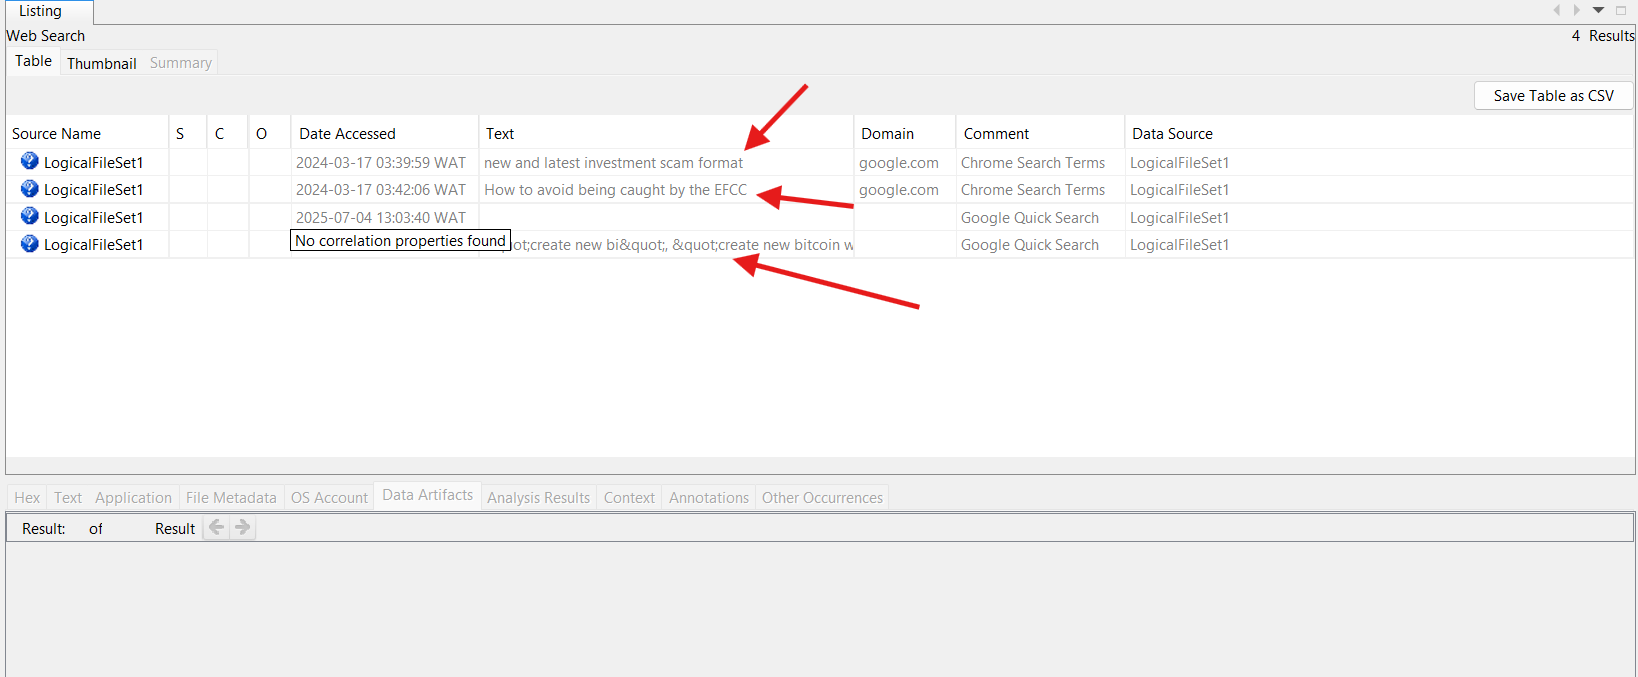 Listing
Web Search 4 Results
Table Thumbnail Summary
Save Table as CSV
Source Name S C O Date Accessed Text Domain Comment Data Source
LogicalFileSet1 2024-03-17 03:39:59 WAT new and latest investment scam format google.com Chrome Search Terms LogicalFileSet1
LogicalFileSet1 2024-03-17 03:42:06 WAT How to avoid being caught by the EFCC google.com Chrome Search Terms LogicalFileSet1
LogicalFileSet1 2025-07-04 13:03:40 WAT Google Quick Search LogicalFileSet1
No correlation properties found
LogicalFileSet1 ot;create new bi&quot;, &quot;create new bitcoin w Google Quick Search LogicalFileSet1
Hex Text Application File Metadata OS Account Data Artifacts Analysis Results Context Annotations Other Occurrences
Result: of Result